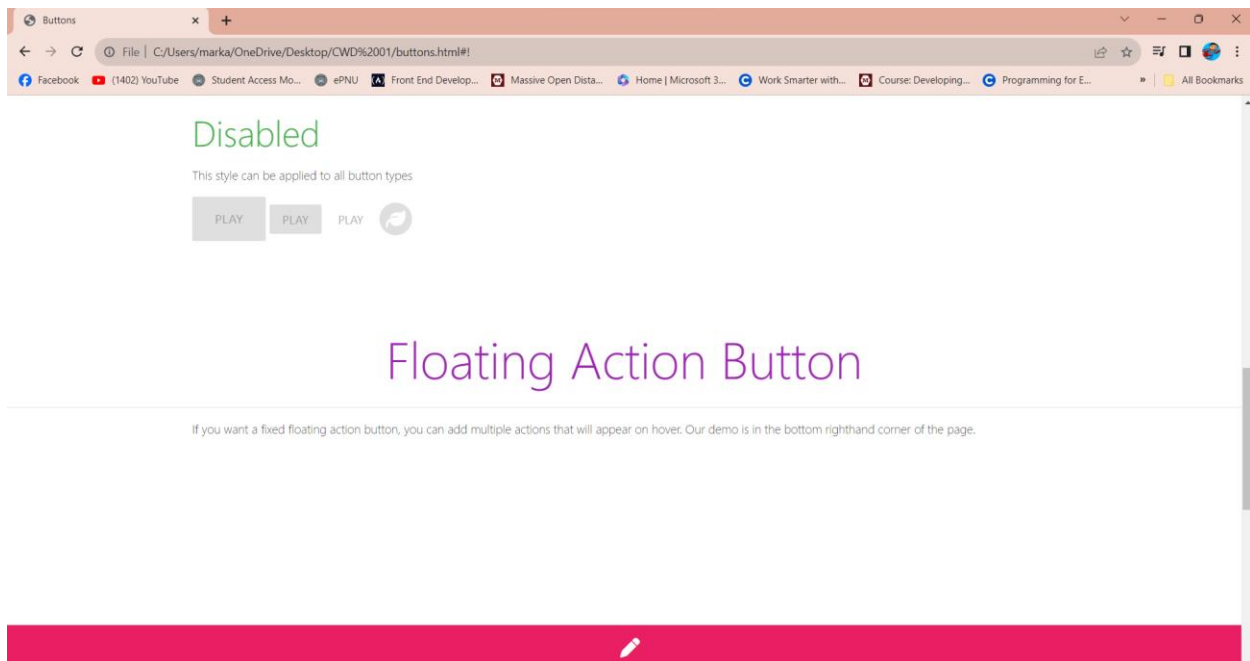 Buttons
File | C:/Users/marka/OneDrive/Desktop/CWD%2001/buttons.html#!
Facebook (1402) YouTube Student Access Mo... ePNU Front End Develop... Massive Open Dista... Home | Microsoft 3... Work Smarter with... Course: Developing... Programming for E... » All Bookmarks
Disabled
This style can be applied to all button types
PLAY PLAY PLAY
Floating Action Button
If you want a fixed floating action button, you can add multiple actions that will appear on hover. Our demo is in the bottom righthand corner of the page.